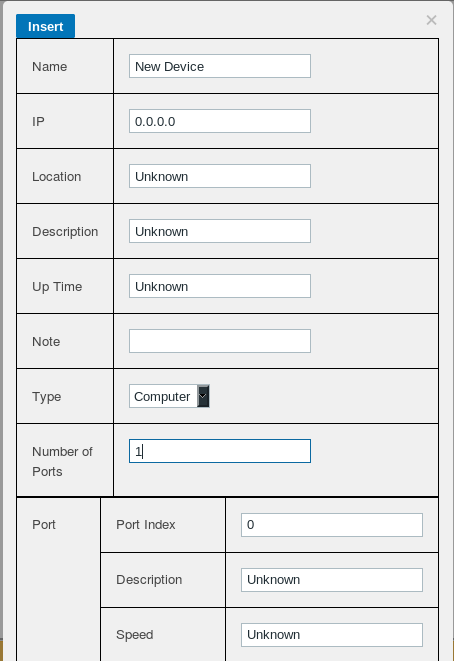 ×
Insert
Name New Device
IP 0.0.0.0
Location Unknown
Description Unknown
Up Time Unknown
Note
Type Computer
Number of Ports 1
Port Port Index 0
Description Unknown
Speed Unknown